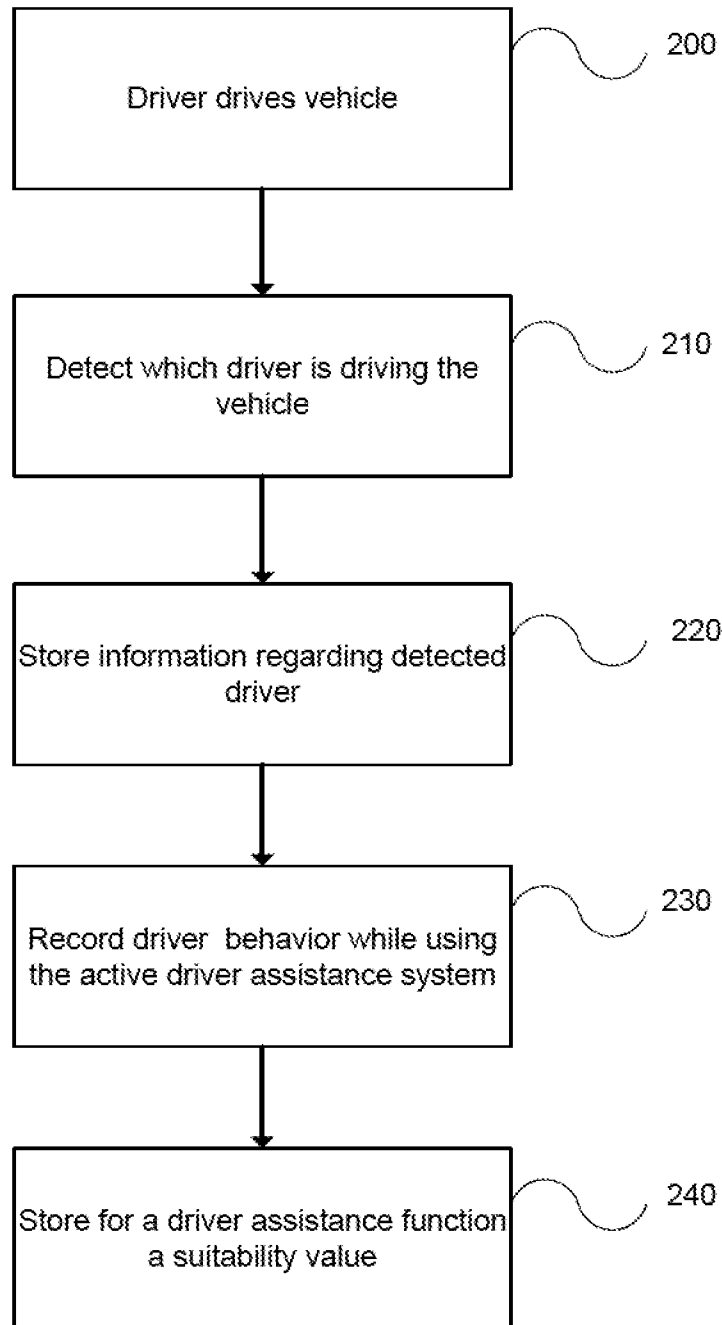 Driver drives vehicle
200
Detect which driver is driving the
vehicle
210
Store information regarding detected
driver
220
Record driver behavior while using
the active driver assistance system
230
Store for a driver assistance function
a suitability value
240